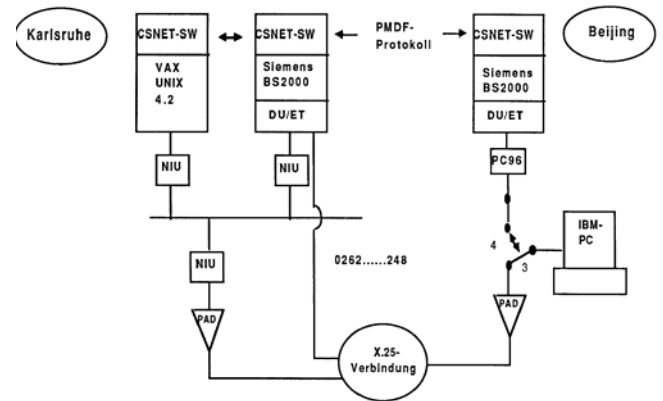 Karlsruhe
CSNET-SW
CSNET-SW
PMDF-
Protokoll
CSNET-SW
Beijing
VAX
UNIX
4.2
Siemens
BS2000
DU/ET
Siemens
BS2000
DU/ET
NIU
NIU
PC96
NIU
0262......248
4
3
IBM-
PC
PAD
PAD
X.25-
Verbindung